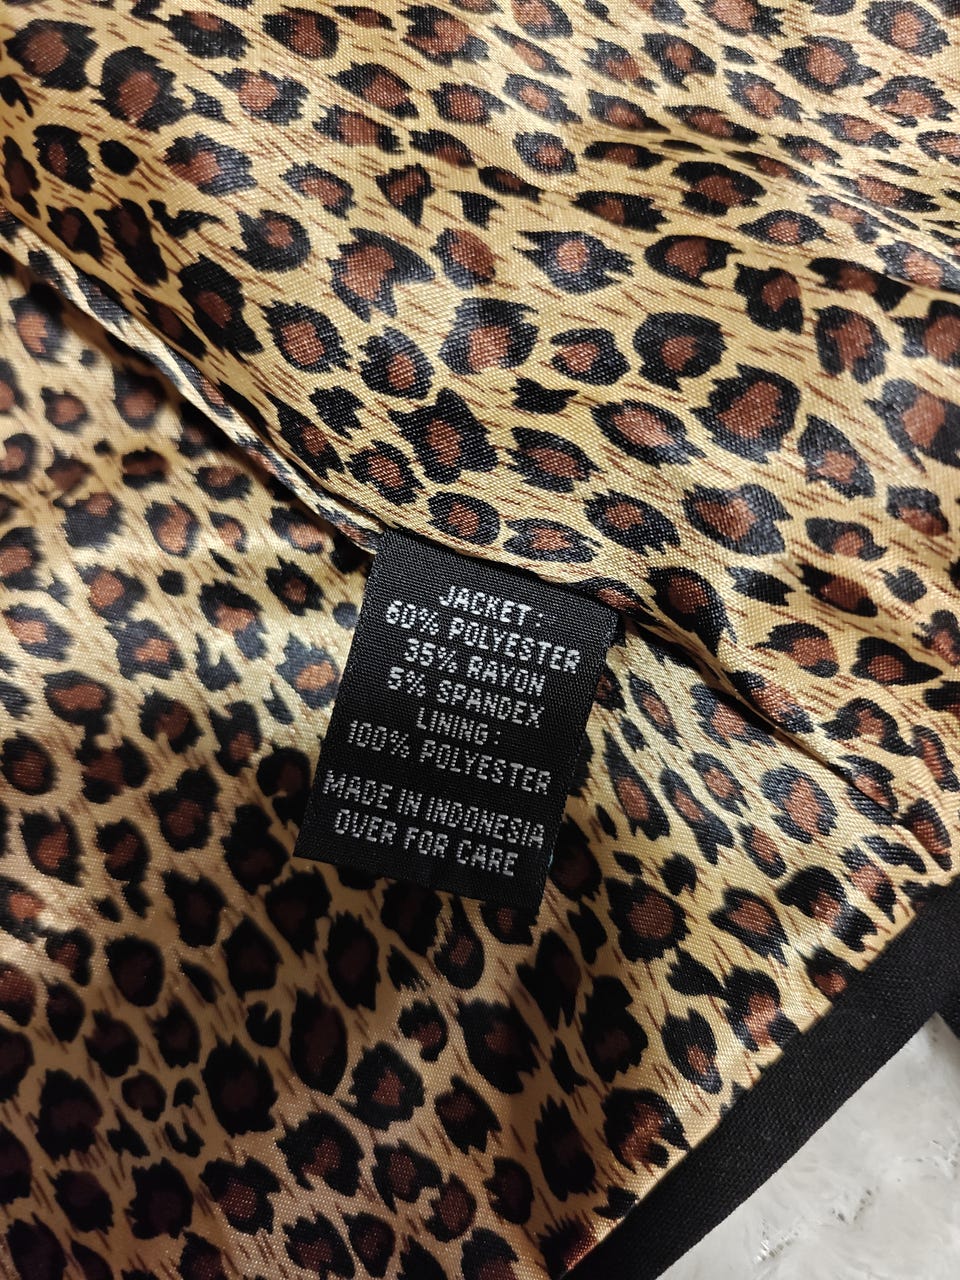 JACKET:
60% POLYESTER
35% RAYON
5% SPANDEX
LINING:
100% POLYESTER
MADE IN INDONESIA
OVER FOR CARE